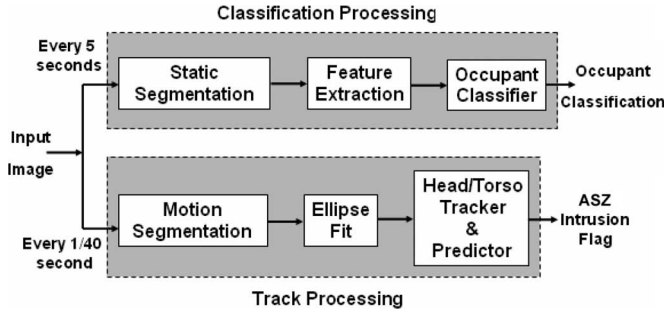 Classification Processing
Every 5
seconds
Static
Segmentation
Feature
Extraction
Occupant
Classifier
Occupant
Classification
Input
Image
Every 1/40
second
Motion
Segmentation
Ellipse
Fit
Head/Torso
Tracker
&
Predictor
ASZ
Intrusion
Flag
Track Processing